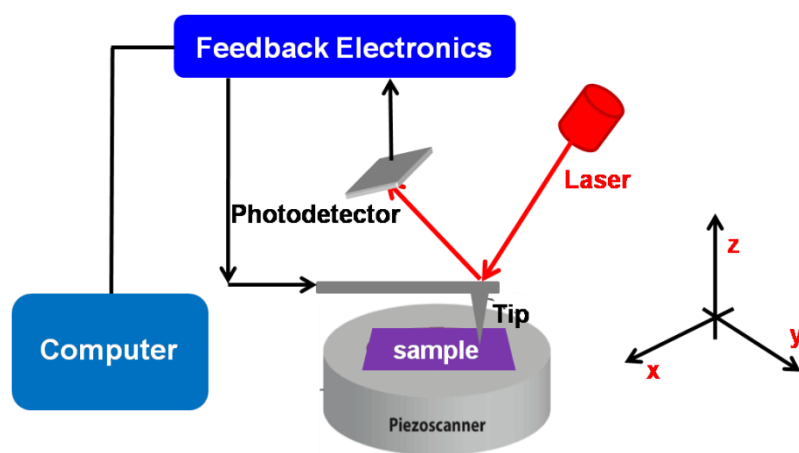 Feedback Electronics
Laser
Photodetector
z
Tip
Computer
sample
y
x
Piezoscanner